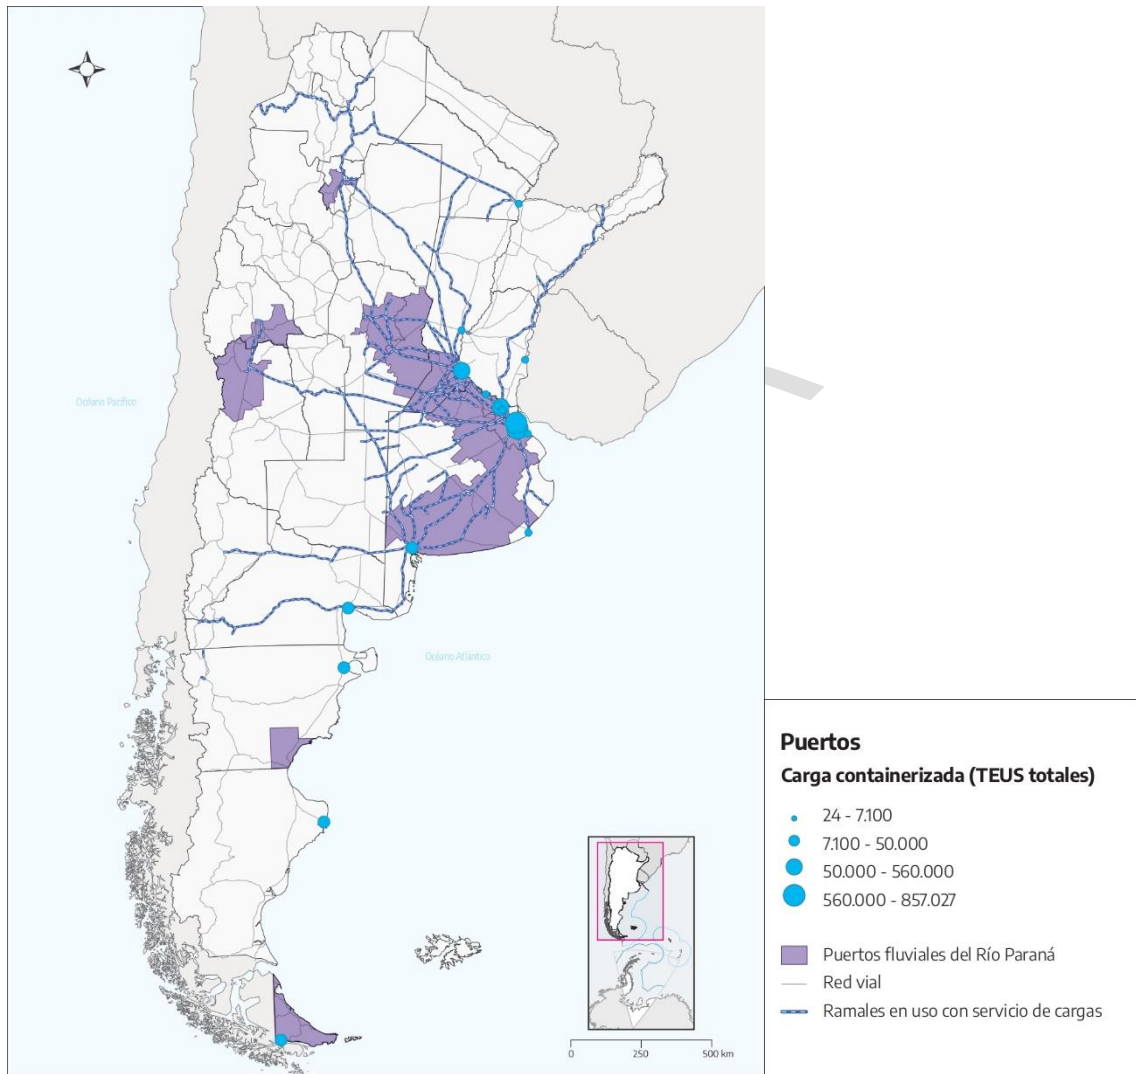 Océano Pacífico
Océano Atlántico
0 250 500 km
Puertos
Carga containerizada (TEUS totales)
24 - 7.100
7.100 - 50.000
50.000 - 560.000
560.000 - 857.027
Puertos fluviales del Río Paraná
Red vial
Ramales en uso con servicio de cargas